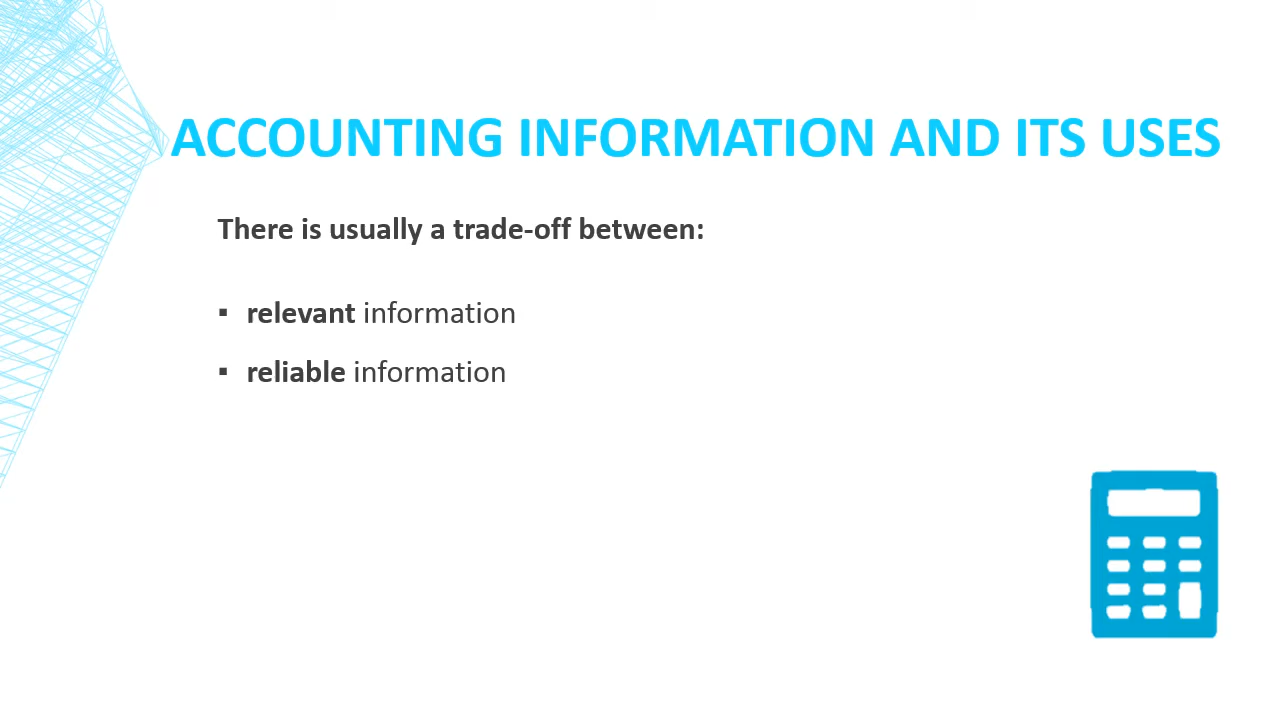 ACCOUNTING INFORMATION AND ITS USES
There is usually a trade-off between:
▪ relevant information
▪ reliable information